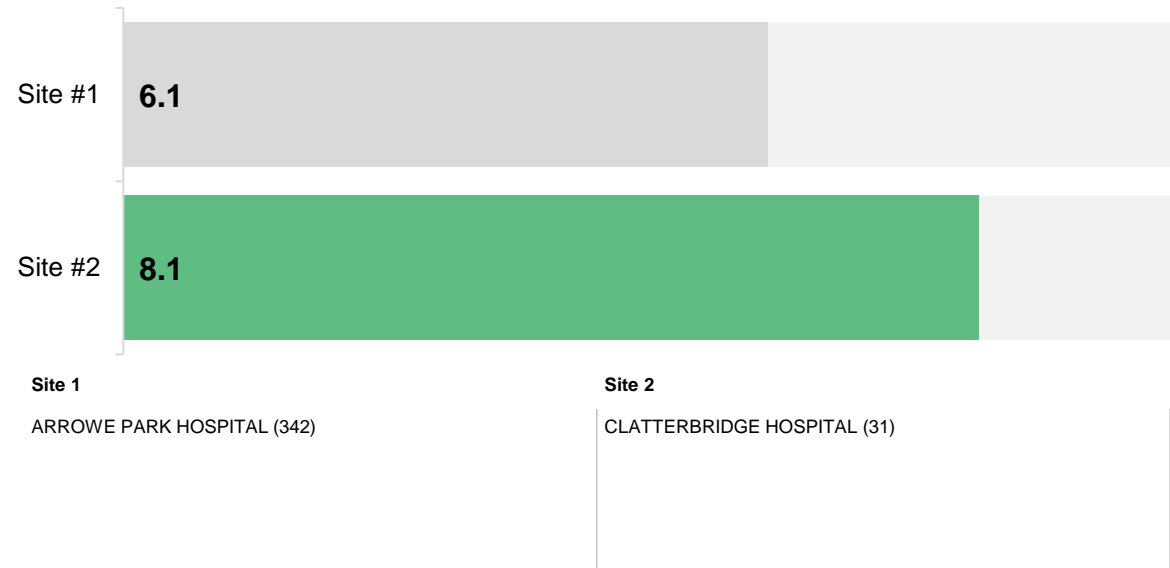 Site #1
6.1
Site #2
8.1
Site 1
Site 2
ARROWE PARK HOSPITAL (342)
CLATTERBRIDGE HOSPITAL (31)